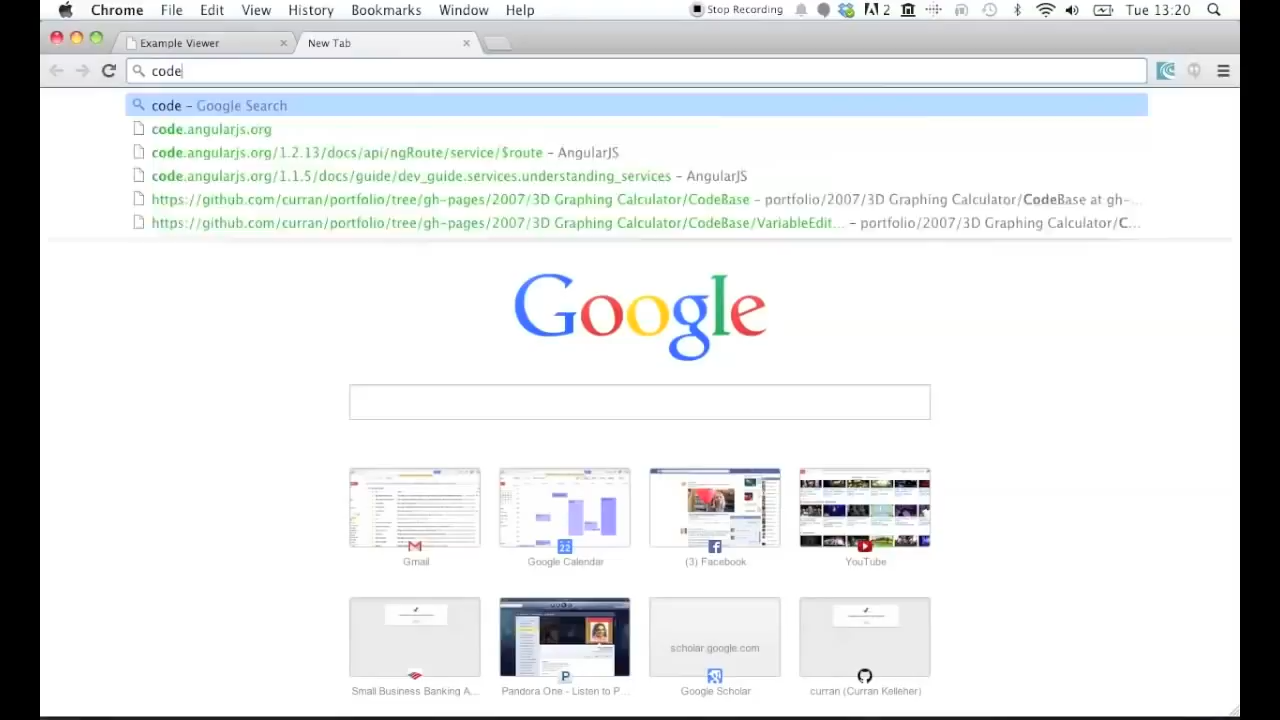 Chrome File Edit View History Bookmarks Window Help Stop Recording 2 Tue 13:20
Example Viewer New Tab
code
code – Google Search
code.angularjs.org
code.angularjs.org/1.2.13/docs/api/ngRoute/service/$route – AngularJS
code.angularjs.org/1.1.5/docs/guide/dev_guide.services.understanding_services – AngularJS
https://github.com/curran/portfolio/tree/gh-pages/2007/3D Graphing Calculator/CodeBase – portfolio/2007/3D Graphing Calculator/CodeBase at gh-...
https://github.com/curran/portfolio/tree/gh-pages/2007/3D Graphing Calculator/CodeBase/VariableEdit... – portfolio/2007/3D Graphing Calculator/C...
Google
22
Gmail Google Calendar (3) Facebook YouTube
scholar.google.com
Small Business Banking A... Pandora One - Listen to P... Google Scholar curran (Curran Kelleher)